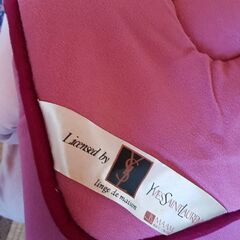 Licensed by
YSL
YVES SAINT LAURENT
linge de maison